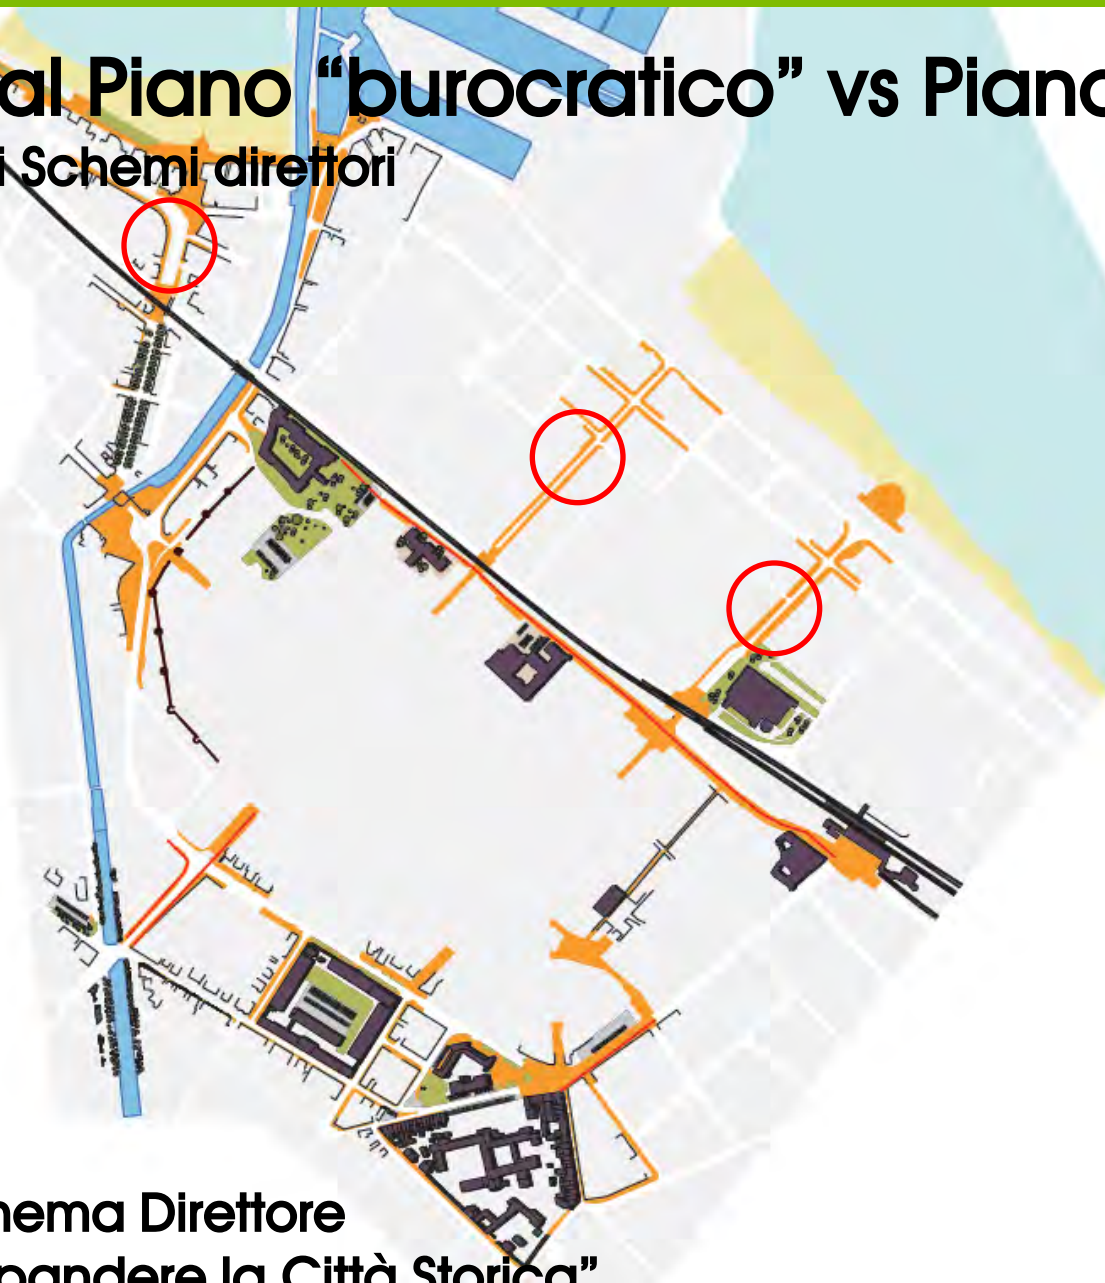 al Piano “burocratico” vs Piano
i Schemi direttori
hema Direttore
pandere la Città Storica”